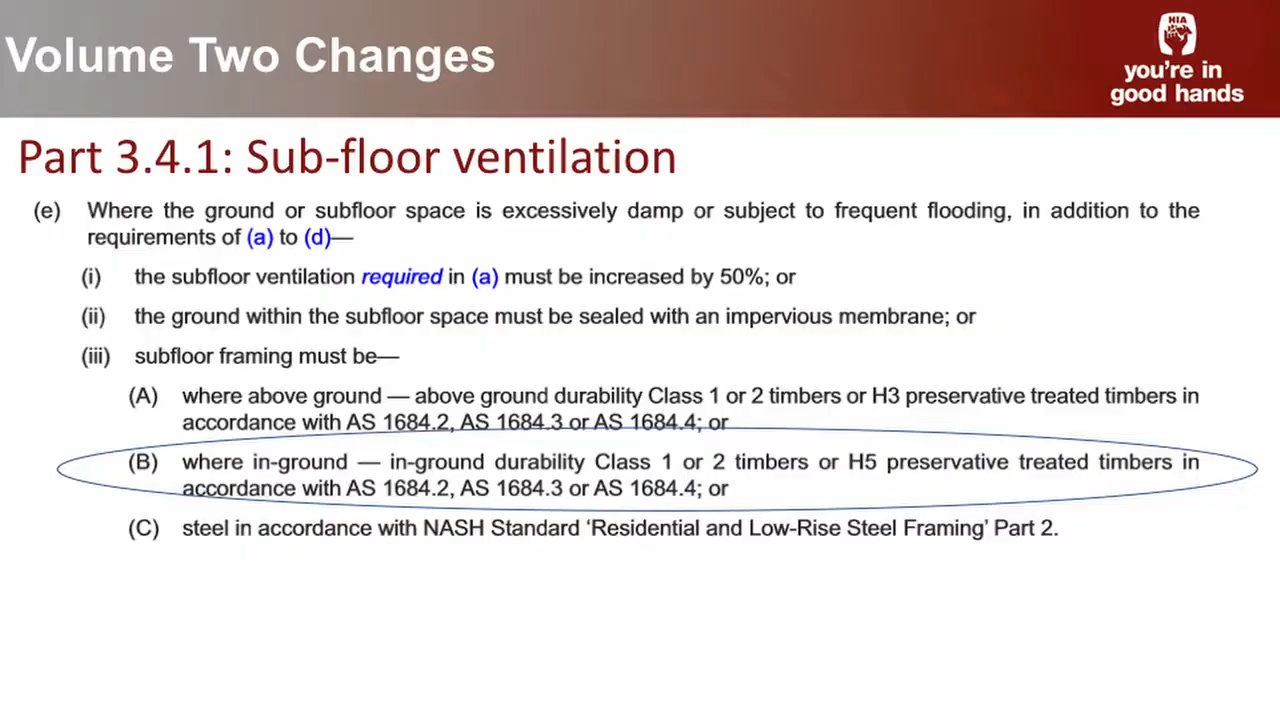 Volume Two Changes
HIA
you're in
good hands
Part 3.4.1: Sub-floor ventilation
(e) Where the ground or subfloor space is excessively damp or subject to frequent flooding, in addition to the
requirements of (a) to (d)—
(i) the subfloor ventilation required in (a) must be increased by 50%; or
(ii) the ground within the subfloor space must be sealed with an impervious membrane; or
(iii) subfloor framing must be—
(A) where above ground — above ground durability Class 1 or 2 timbers or H3 preservative treated timbers in
accordance with AS 1684.2, AS 1684.3 or AS 1684.4; or
(B) where in-ground — in-ground durability Class 1 or 2 timbers or H5 preservative treated timbers in
accordance with AS 1684.2, AS 1684.3 or AS 1684.4; or
(C) steel in accordance with NASH Standard ‘Residential and Low-Rise Steel Framing’ Part 2.